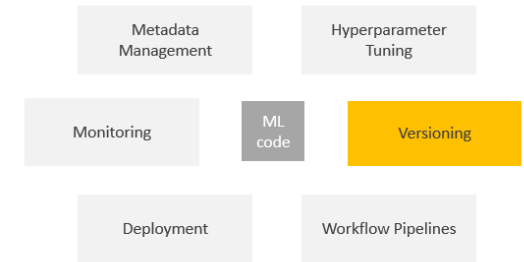 Metadata
Management
Hyperparameter
Tuning
Monitoring
ML
code
Versioning
Deployment
Workflow Pipelines